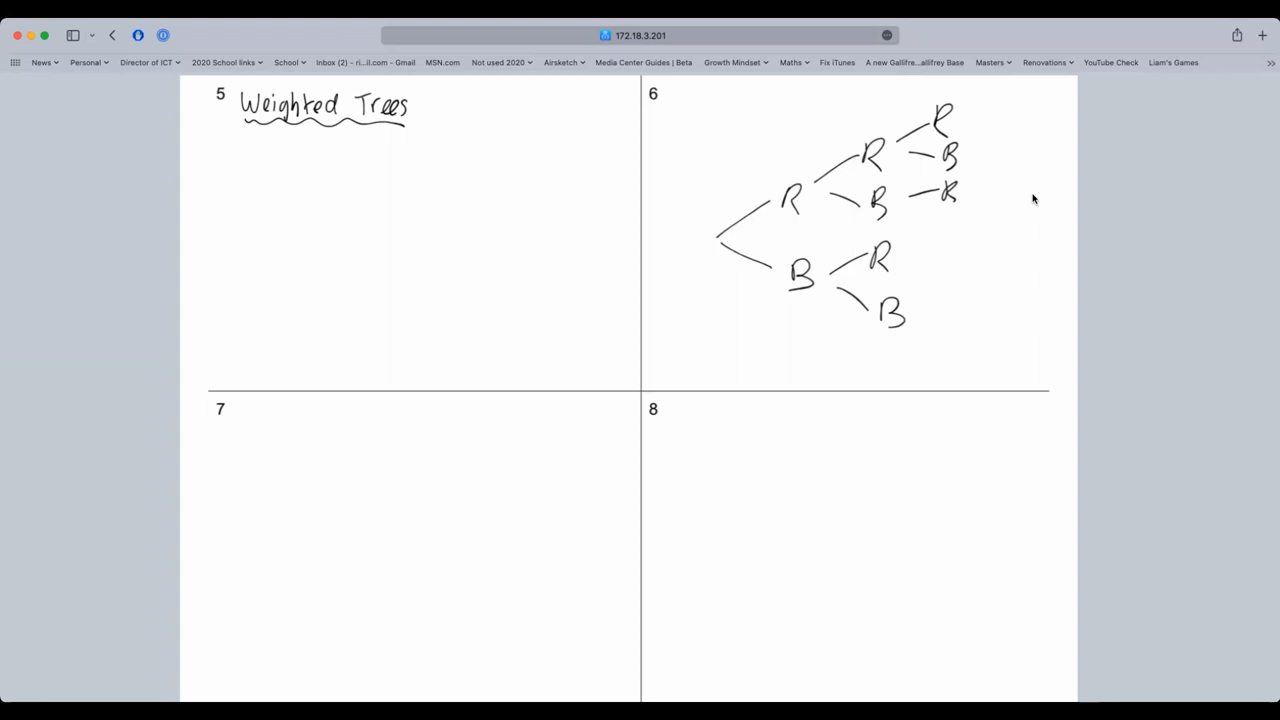 172.18.3.201
News Personal Director of ICT 2020 School links School Inbox (2) - ri...il.com - Gmail MSN.com Not used 2020 Airsketch Media Center Guides | Beta Growth Mindset Maths Fix iTunes A new Gallifre...allifrey Base Masters Renovations YouTube Check Liam's Games
5 Weighted Trees
6
R
R B
R B R
B R
B
7 8